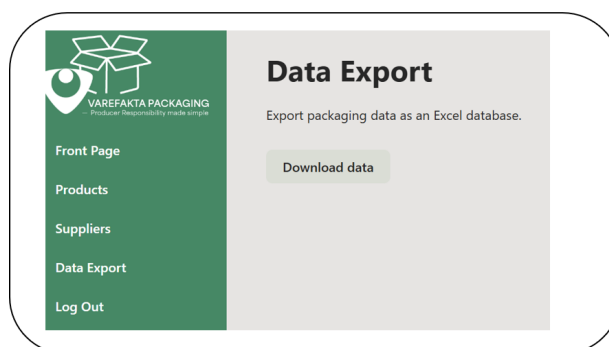 VAREFAKTA PACKAGING
— Producer Responsibility made simple
Front Page
Products
Suppliers
Data Export
Log Out
Data Export
Export packaging data as an Excel database.
Download data